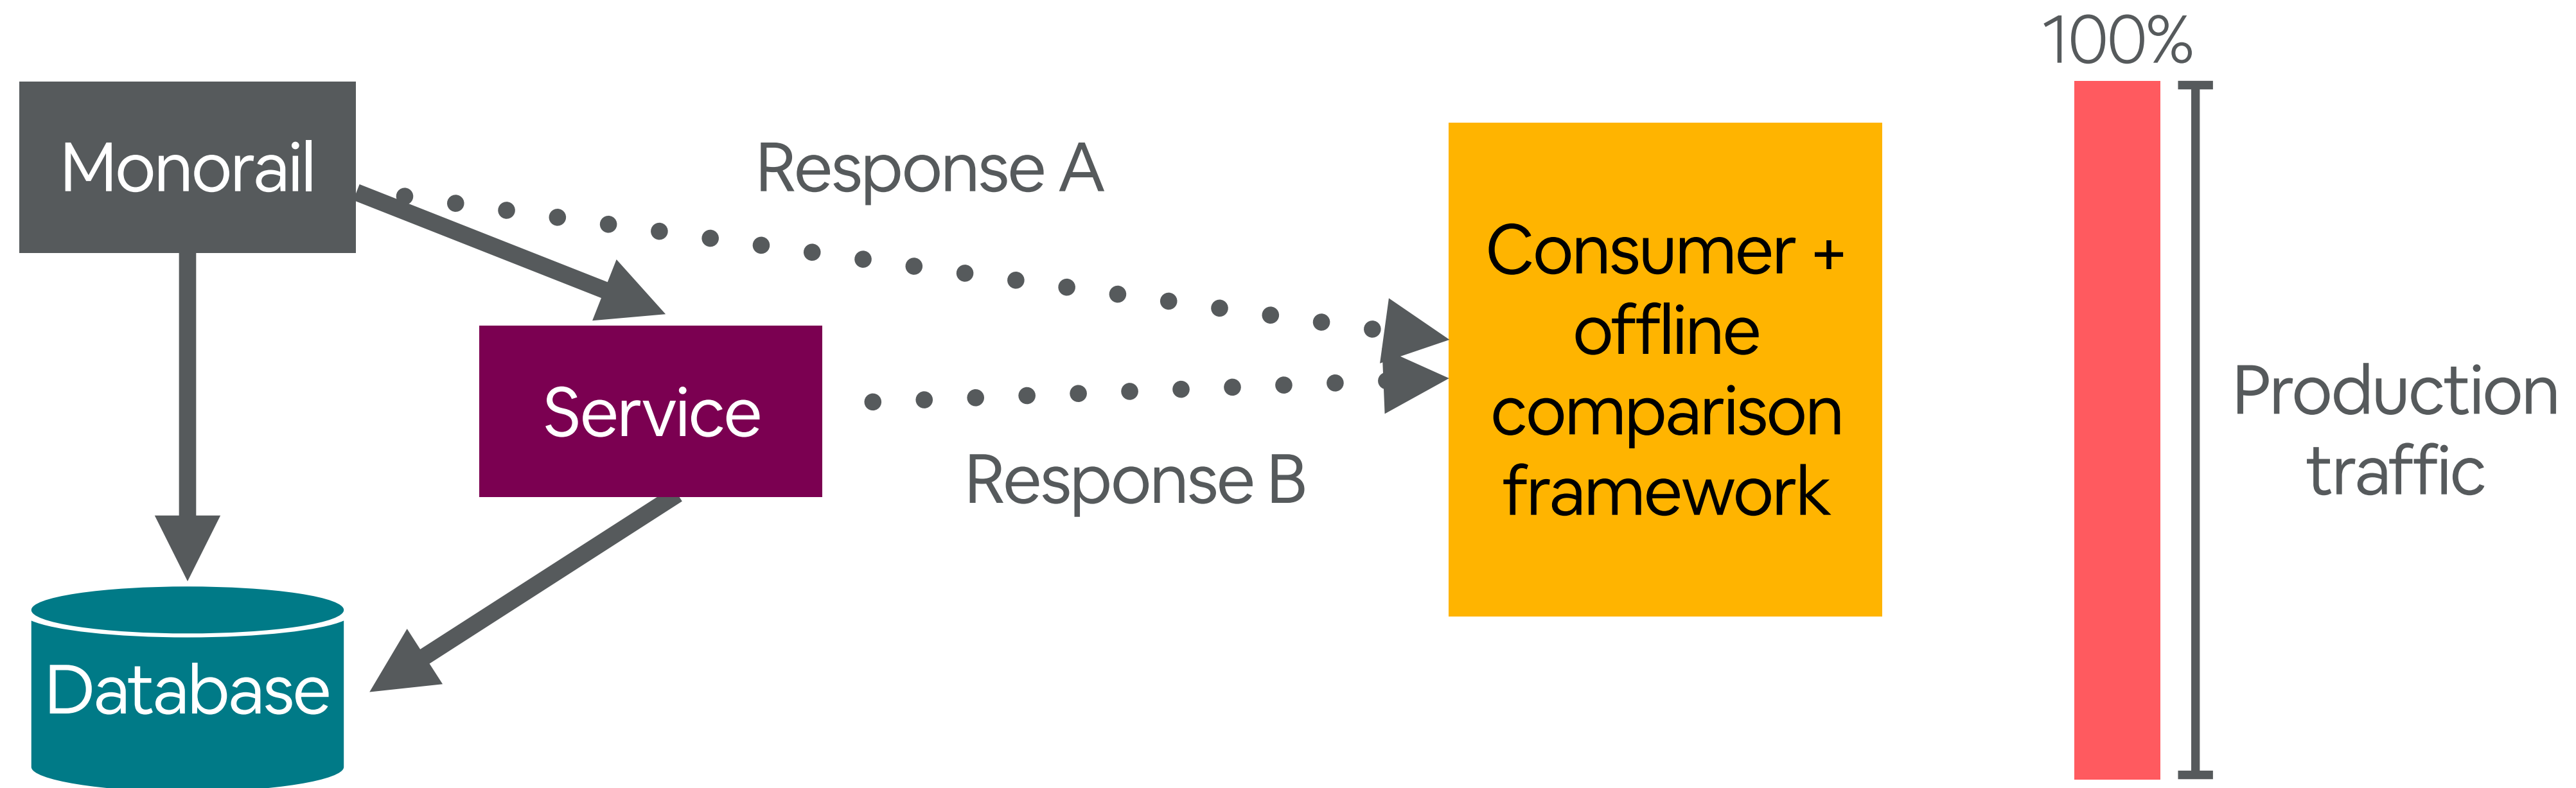 Monorail
Response A
Service
Response B
Database
Consumer +
offline
comparison
framework
100%
Production
traffic